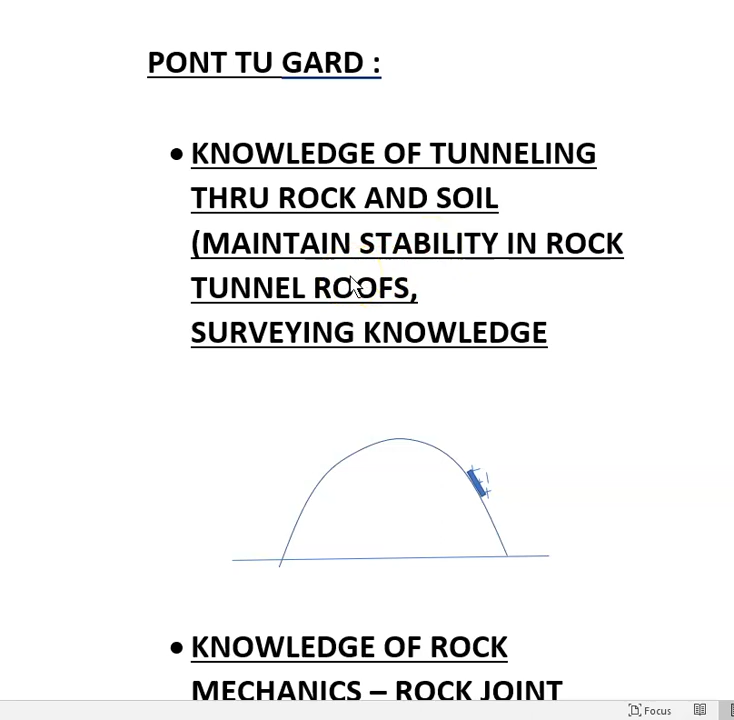 PONT TU GARD :
• KNOWLEDGE OF TUNNELING
THRU ROCK AND SOIL
(MAINTAIN STABILITY IN ROCK
TUNNEL ROOFS,
SURVEYING KNOWLEDGE
• KNOWLEDGE OF ROCK
MECHANICS – ROCK JOINT
Focus